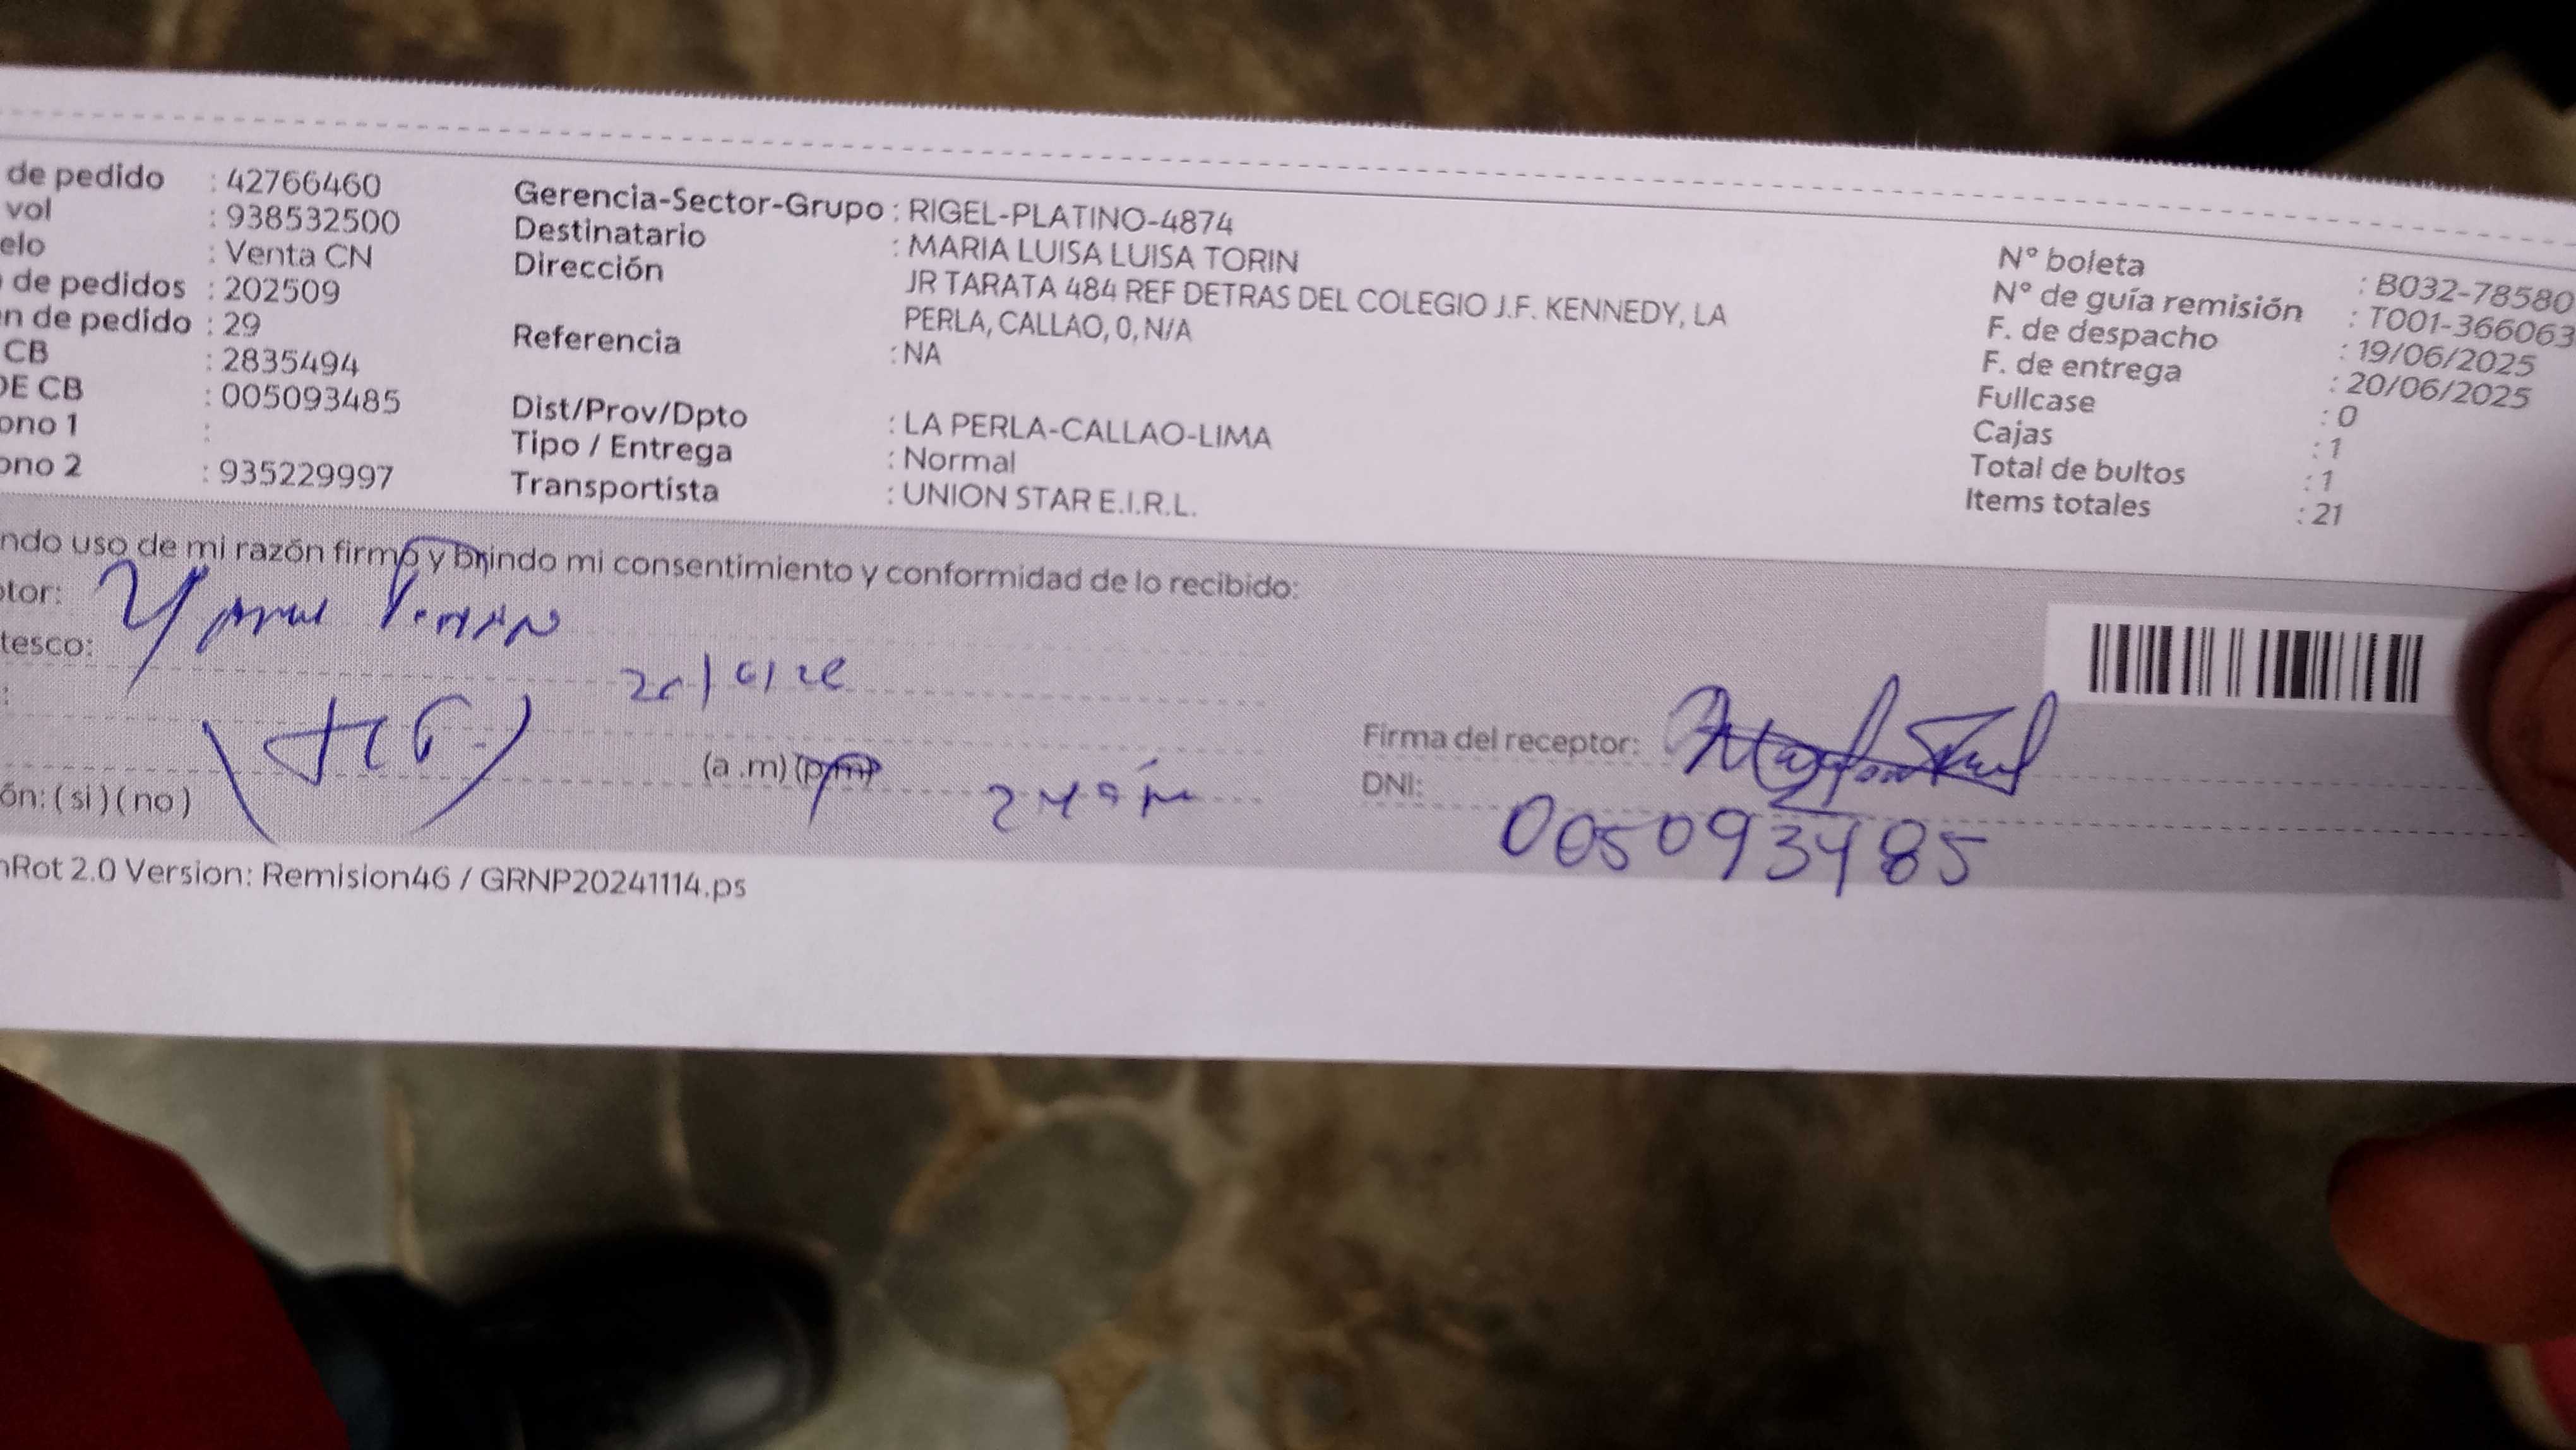 de pedido : 42766460
vol : 938532500
elo : Venta CN
de pedidos : 202509
n de pedido : 29
CB : 2835494
DE CB : 005093485
ono 1 :
ono 2 : 935229997
Gerencia-Sector-Grupo : RIGEL-PLATINO-4874
Destinatario : MARIA LUISA LUISA TORIN
Dirección JR TARATA 484 REF DETRAS DEL COLEGIO J.F. KENNEDY, LA
PERLA, CALLAO, 0, N/A
Referencia : NA
Dist/Prov/Dpto : LA PERLA-CALLAO-LIMA
Tipo / Entrega : Normal
Transportista : UNION STAR E.I.R.L.
N° boleta : B032-78580
N° de guía remisión : T001-366063
F. de despacho : 19/06/2025
F. de entrega : 20/06/2025
Fullcase : 0
Cajas : 1
Total de bultos : 1
Items totales : 21
ndo uso de mi razón firmo y brindo mi consentimiento y conformidad de lo recibido:
ptor:
tesco:
:
(a.m) (p.m)
ón: ( si ) ( no )
Firma del receptor:
DNI: 005093485
nRot 2.0 Version: Remision46 / GRNP20241114.ps